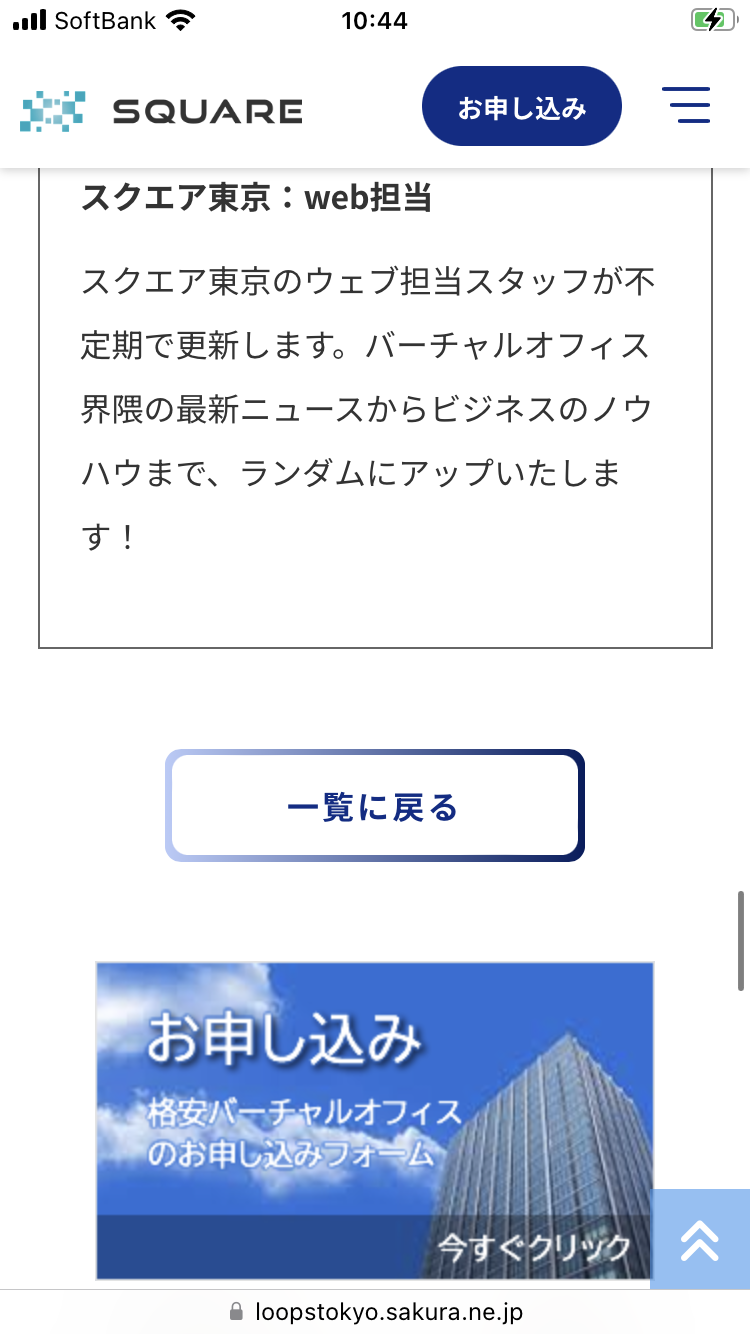 SoftBank 10:44
SQUARE お申し込み
スクエア東京：web担当
スクエア東京のウェブ担当スタッフが不
定期で更新します。バーチャルオフィス
界隈の最新ニュースからビジネスのノウ
ハウまで、ランダムにアップいたしま
す！
一覧に戻る
お申し込み
格安バーチャルオフィス
のお申し込みフォーム
今すぐクリック
loopstokyo.sakura.ne.jp